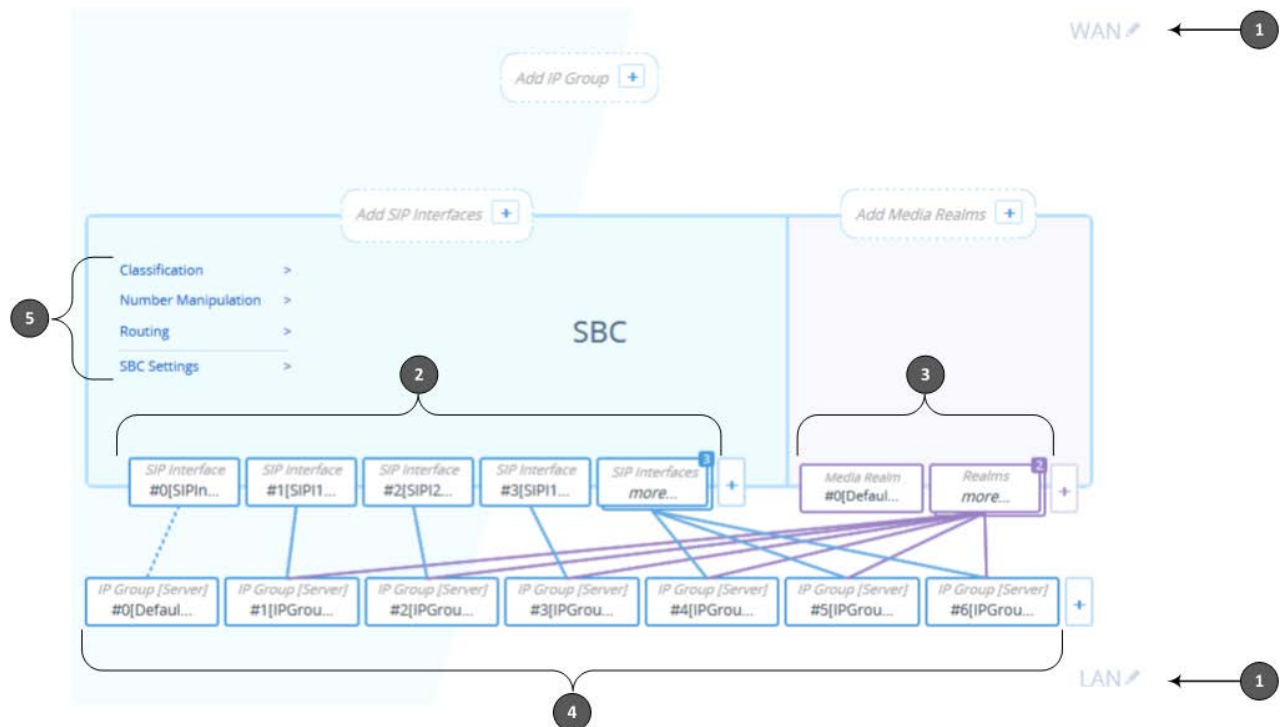 WAN
1
Add IP Group +
Add SIP Interfaces +
Add Media Realms +
Classification >
Number Manipulation >
Routing >
SBC Settings >
5
SBC
2
3
SIP Interface
#0[SIPIn...
SIP Interface
#1[SIPI1...
SIP Interface
#2[SIPI2...
SIP Interface
#3[SIPI1...
3
SIP Interfaces
more...
+
Media Realm
#0[Defaul...
2
Realms
more...
+
IP Group [Server]
#0[Defaul...
IP Group [Server]
#1[IPGrou...
IP Group [Server]
#2[IPGrou...
IP Group [Server]
#3[IPGrou...
IP Group [Server]
#4[IPGrou...
IP Group [Server]
#5[IPGrou...
IP Group [Server]
#6[IPGrou...
+
4
LAN
1